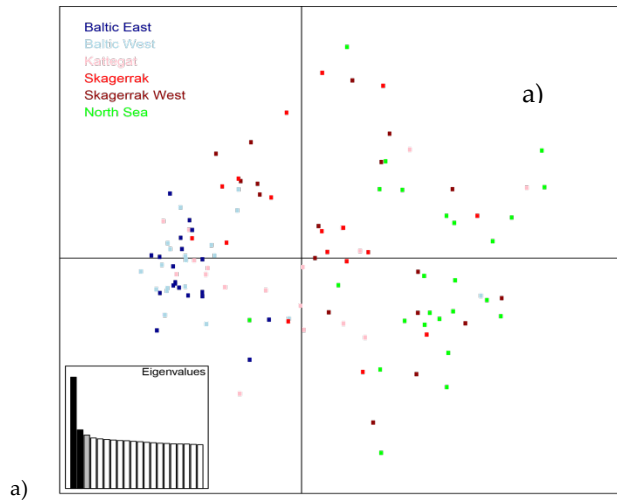 Baltic East
Baltic West
Kattegat
Skagerrak
Skagerrak West
North Sea
a)
Eigenvalues
a)